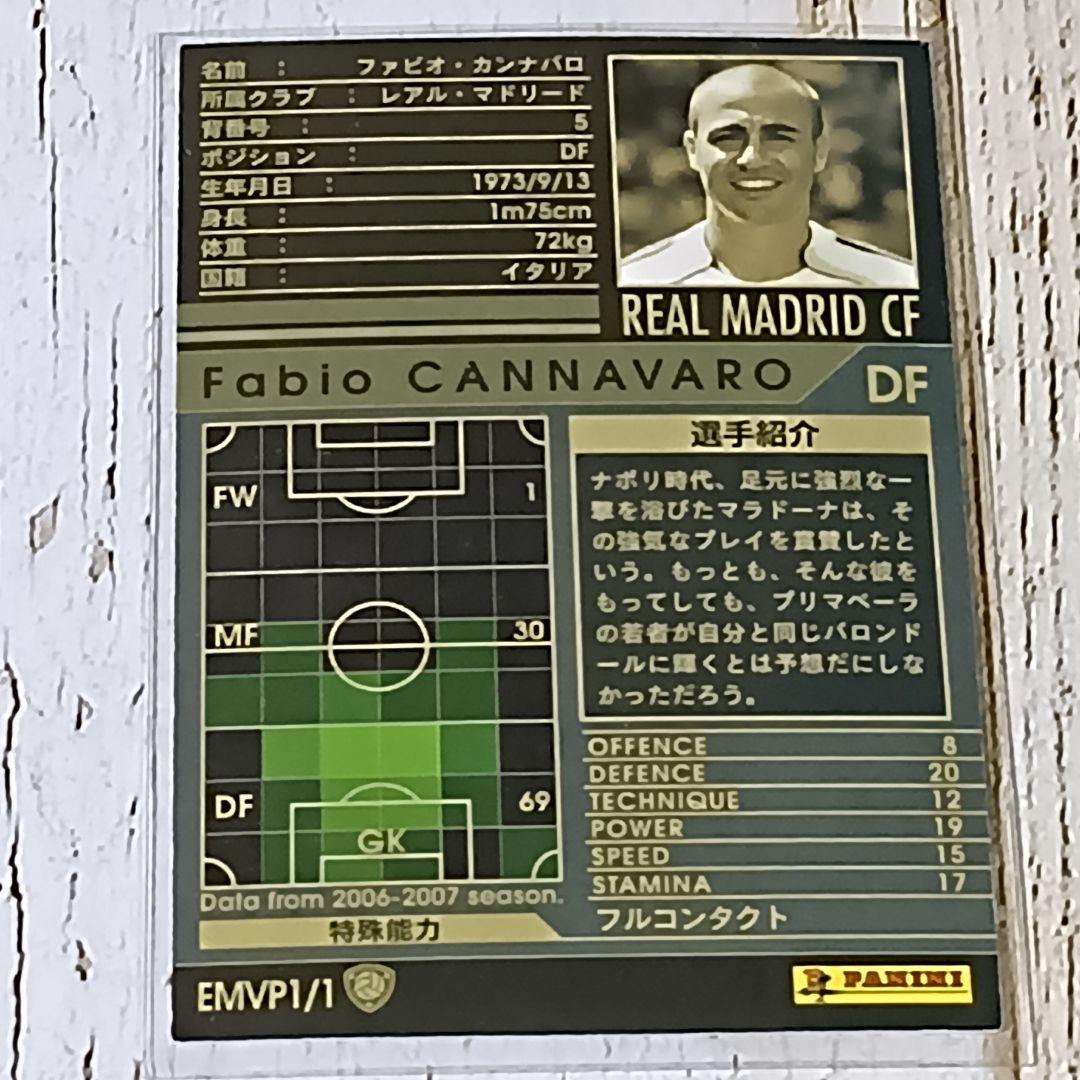 名前 : ファビオ・カンナバロ
所属クラブ : レアル・マドリード
背番号 : 5
ポジション : DF
生年月日 : 1973/9/13
身長 : 1m75cm
体重 : 72kg
国籍 : イタリア
REAL MADRID CF
Fabio CANNAVARO DF
FW 1
MF 30
DF 69
GK
Data from 2006-2007 season.
選手紹介
ナポリ時代、足元に強烈な一
撃を浴びたマラドーナは、そ
の強気なプレイを賞賛したと
いう。もっとも、そんな彼を
もってしても、プリマベーラ
の若者が自分と同じバロンド
ールに輝くとは予想だにしな
かっただろう。
OFFENCE 8
DEFENCE 20
TECHNIQUE 12
POWER 19
SPEED 15
STAMINA 17
特殊能力 フルコンタクト
EMVP1/1
PANINI